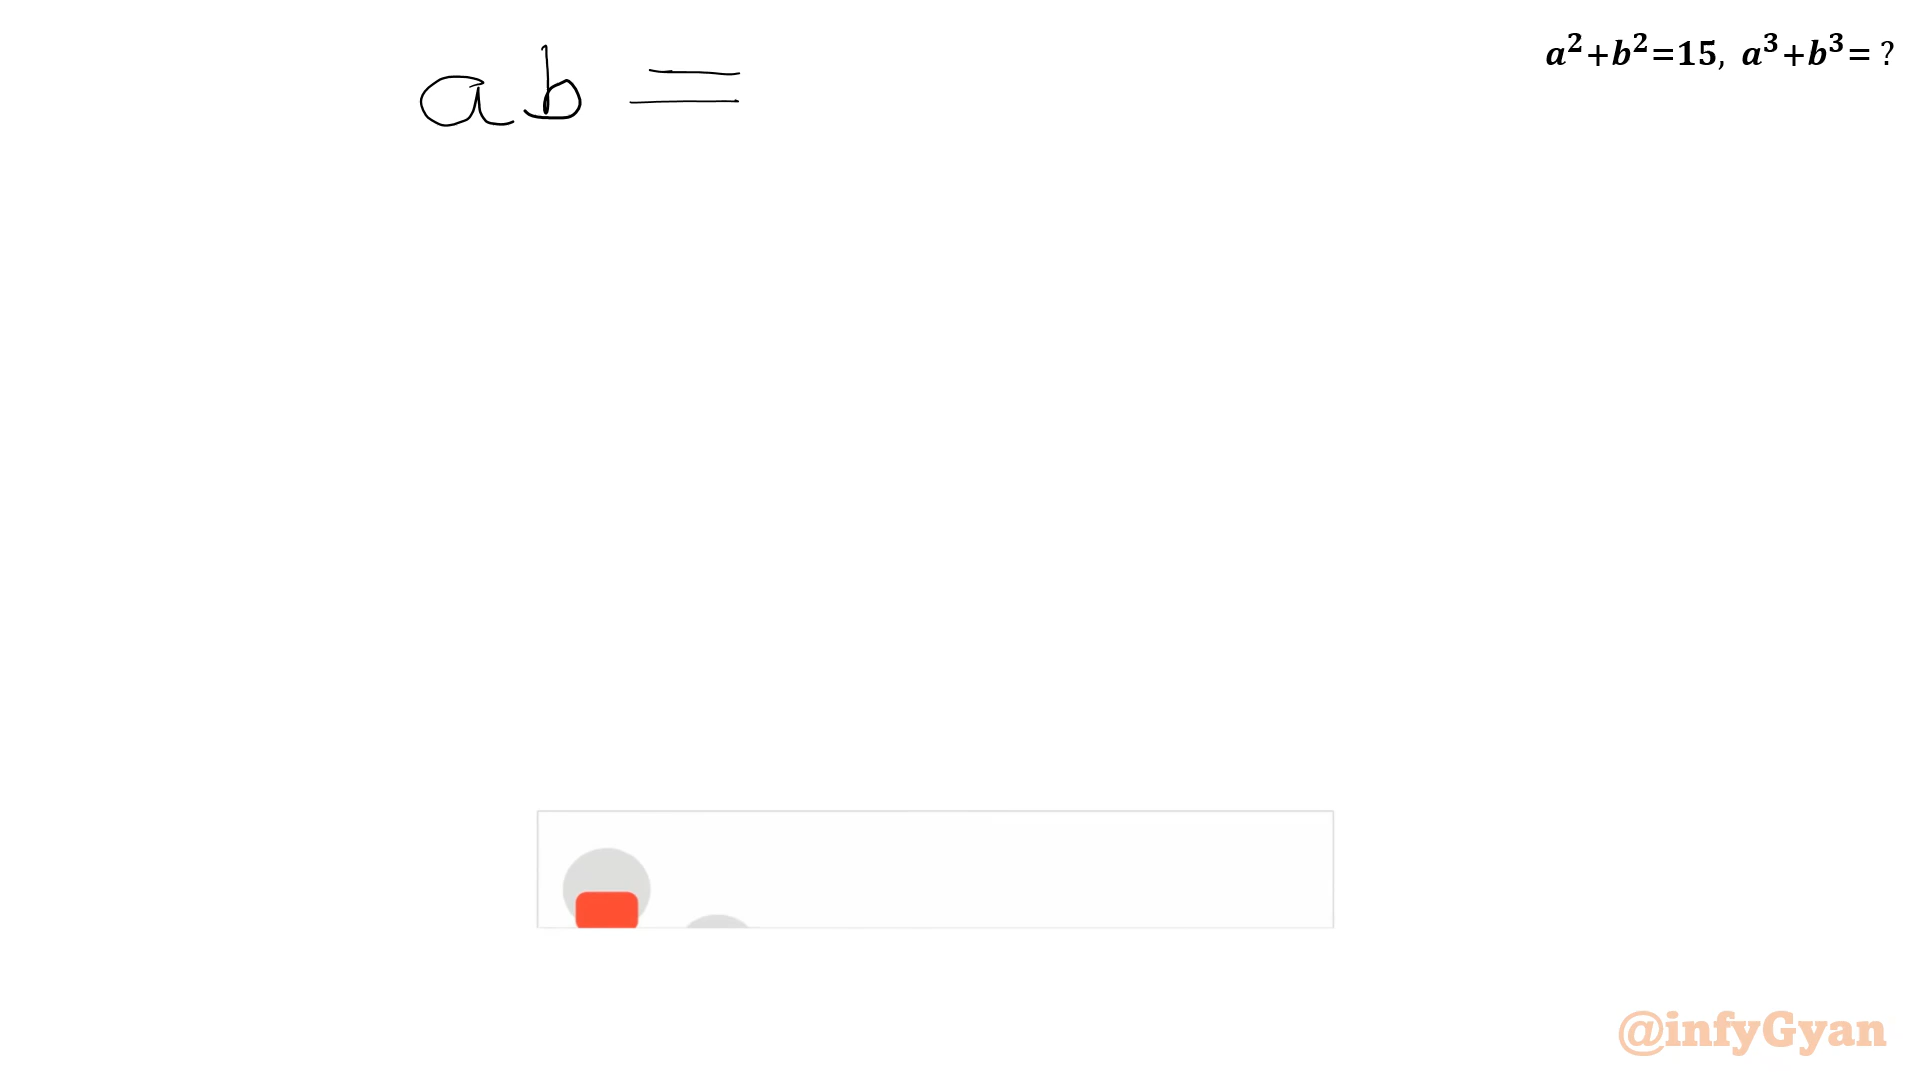 ab =
a²+b²=15, a³+b³= ?
@infyGyan